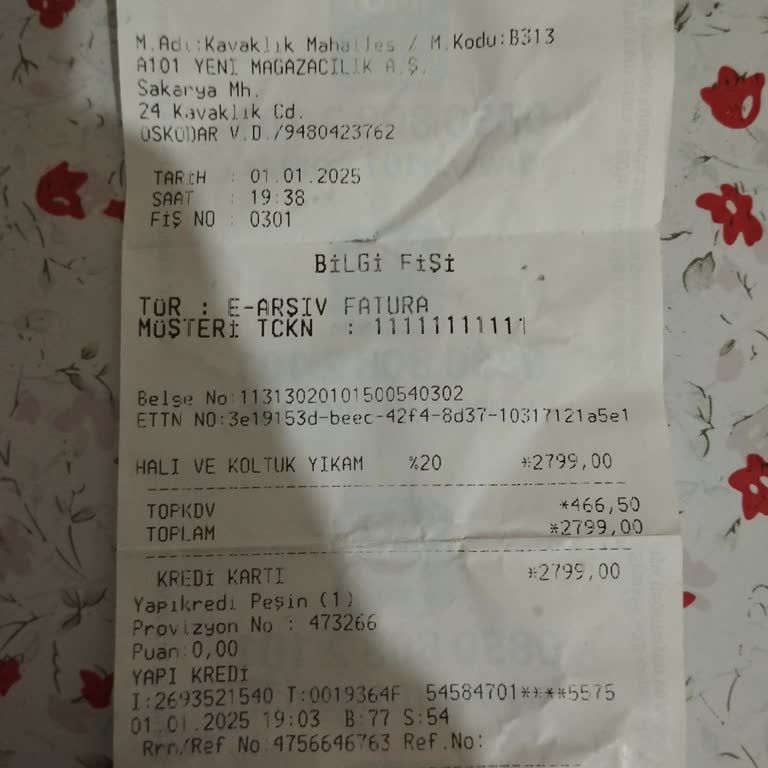 M.Adı:Kavaklık Mahalles / M.Kodu:B313
A101 YENİ MAGAZACILIK A.Ş.
Sakarya Mh.
24 Kavaklık Cd.
ÜSKÜDAR V.D./9480423762
TARİH : 01.01.2025
SAAT : 19:38
FİŞ NO : 0301
BİLGİ FİŞİ
TÜR : E-ARŞIV FATURA
MÜŞTERİ TCKN : 11111111111
Belge No:11313020101500540302
ETTN NO:3e19153d-beec-42f4-8d37-10317121a5e1
HALI VE KOLTUK YIKAM %20 *2799,00
TOPKDV *466,50
TOPLAM *2799,00
KREDİ KARTI *2799,00
Yapıkredi Peşin (1)
Provizyon No : 473266
Puan:0,00
YAPI KREDİ
I:2693521540 T:0019364F 54584701****5575
01.01.2025 19:03 B:77 S:54
Rrn/Ref No 4756646763 Ref.No: